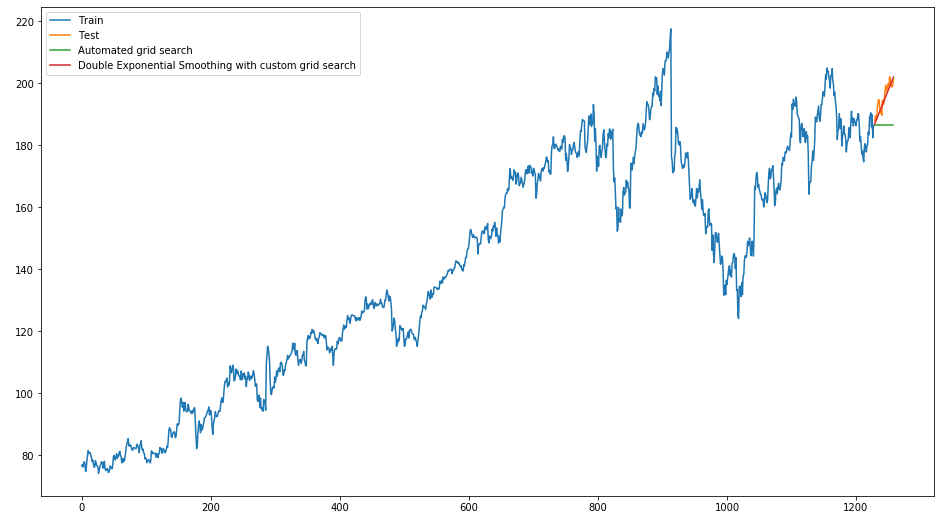 Train
Test
Automated grid search
Double Exponential Smoothing with custom grid search
220
200
180
160
140
120
100
80
0 200 400 600 800 1000 1200